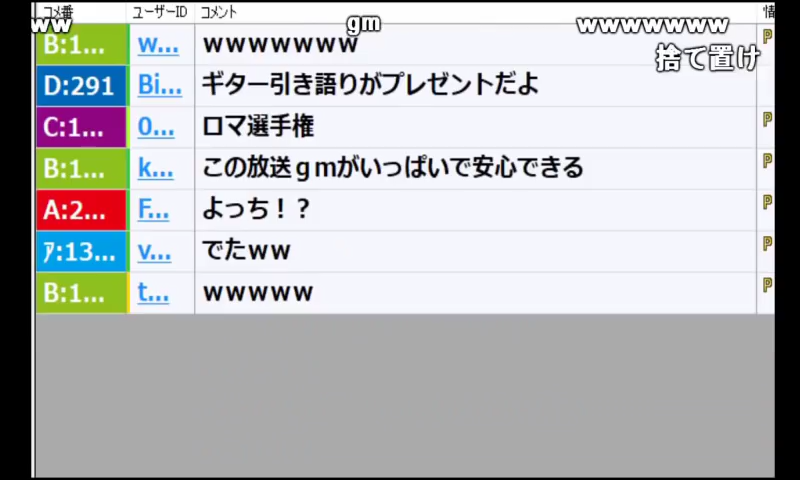 コメ番 ユーザーID コメント 情
ww gm wwwwwwww
捨て置け
B:1... w... wwwwwww P
D:291 Bi... ギター引き語りがプレゼントだよ
C:1... 0... ロマ選手権 P
B:1... k... この放送ｇｍがいっぱいで安心できる P
A:2... F... よっち！？ P
ｱ:13... v... でたｗｗ P
B:1... t... ｗｗｗｗｗ P